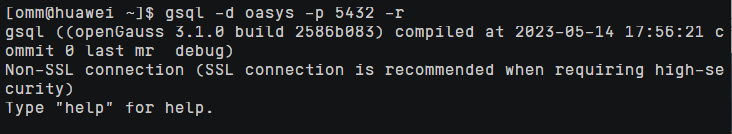 [omm@huawei ~]$ gsql -d oasys -p 5432 -r
gsql ((openGauss 3.1.0 build 2586b083) compiled at 2023-05-14 17:56:21 c
ommit 0 last mr  debug)
Non-SSL connection (SSL connection is recommended when requiring high-se
curity)
Type "help" for help.